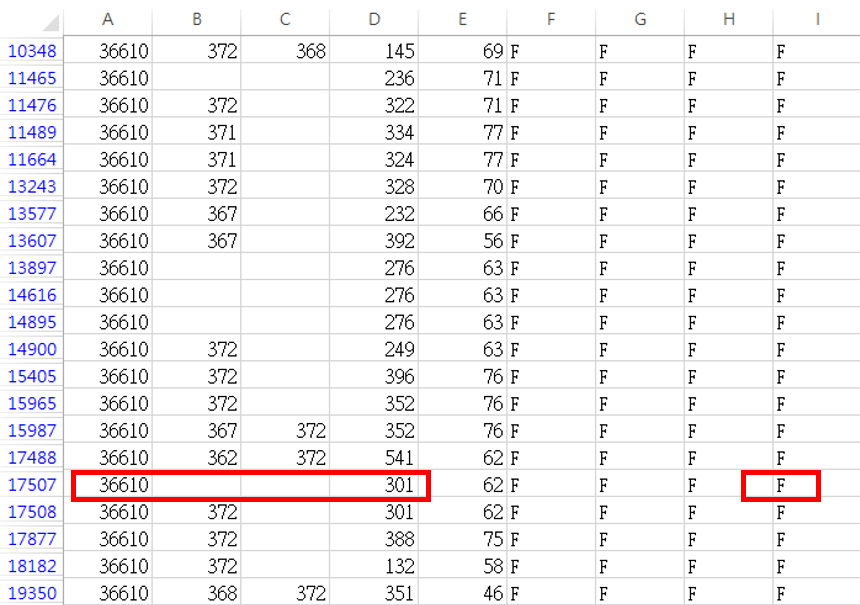 A B C D E F G H I
10348 36610 372 368 145 69 F F F F
11465 36610 236 71 F F F F
11476 36610 372 322 71 F F F F
11489 36610 371 334 77 F F F F
11664 36610 371 324 77 F F F F
13243 36610 372 328 70 F F F F
13577 36610 367 232 66 F F F F
13607 36610 367 392 56 F F F F
13897 36610 276 63 F F F F
14616 36610 276 63 F F F F
14895 36610 276 63 F F F F
14900 36610 372 249 63 F F F F
15405 36610 372 396 76 F F F F
15965 36610 372 352 76 F F F F
15987 36610 367 372 352 76 F F F F
17488 36610 362 372 541 62 F F F F
17507 36610 301 62 F F F F
17508 36610 372 301 62 F F F F
17877 36610 372 388 75 F F F F
18182 36610 372 132 58 F F F F
19350 36610 368 372 351 46 F F F F